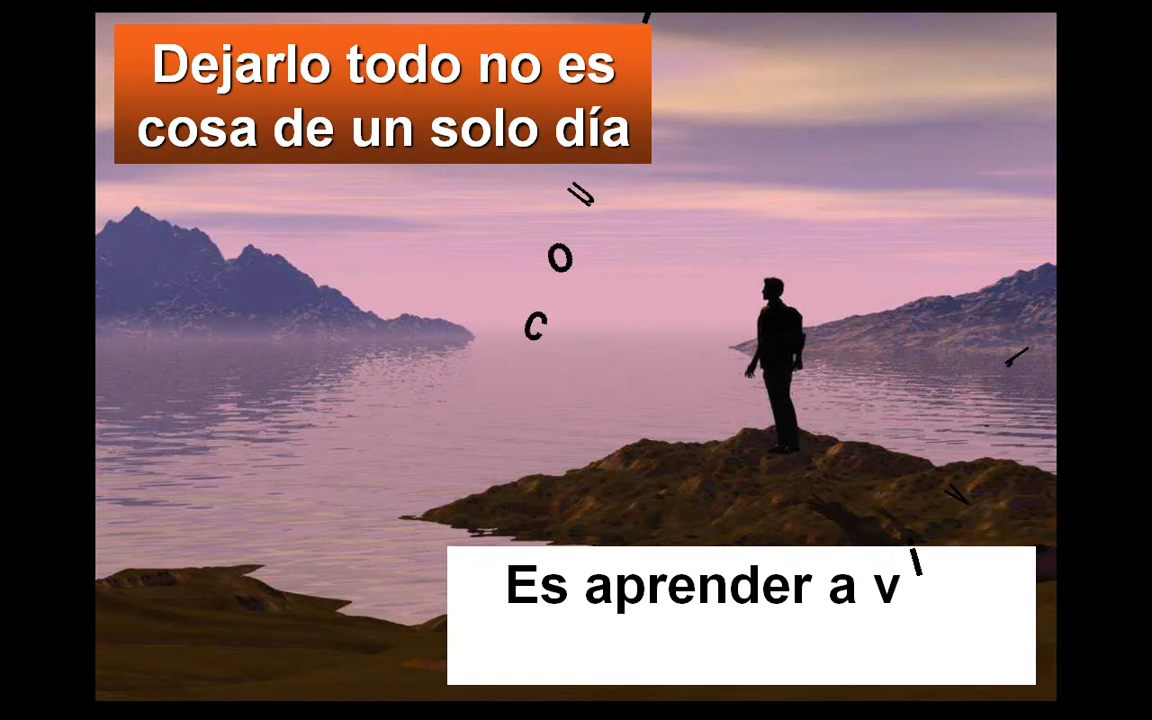 Dejarlo todo no es
cosa de un solo día
Es aprender a v